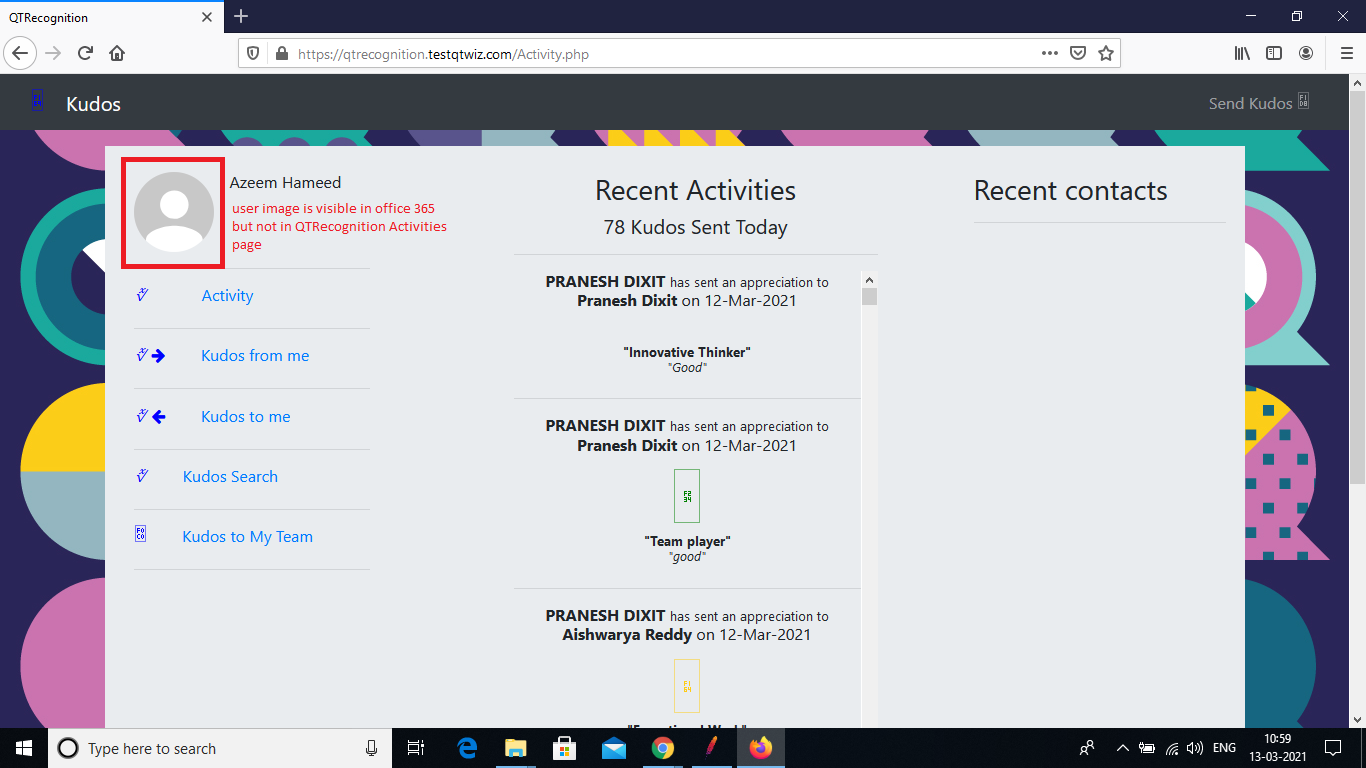 QTRecognition
https://qtrecognition.testqtwiz.com/Activity.php
Kudos
Send Kudos
Azeem Hameed
user image is visible in office 365
but not in QTRecognition Activities
page
Activity
Kudos from me
Kudos to me
Kudos Search
Kudos to My Team
Recent Activities
78 Kudos Sent Today
PRANESH DIXIT has sent an appreciation to
Pranesh Dixit on 12-Mar-2021
"Innovative Thinker"
"Good"
PRANESH DIXIT has sent an appreciation to
Pranesh Dixit on 12-Mar-2021
"Team player"
"good"
PRANESH DIXIT has sent an appreciation to
Aishwarya Reddy on 12-Mar-2021
Recent contacts
Type here to search
ENG
10:59
13-03-2021